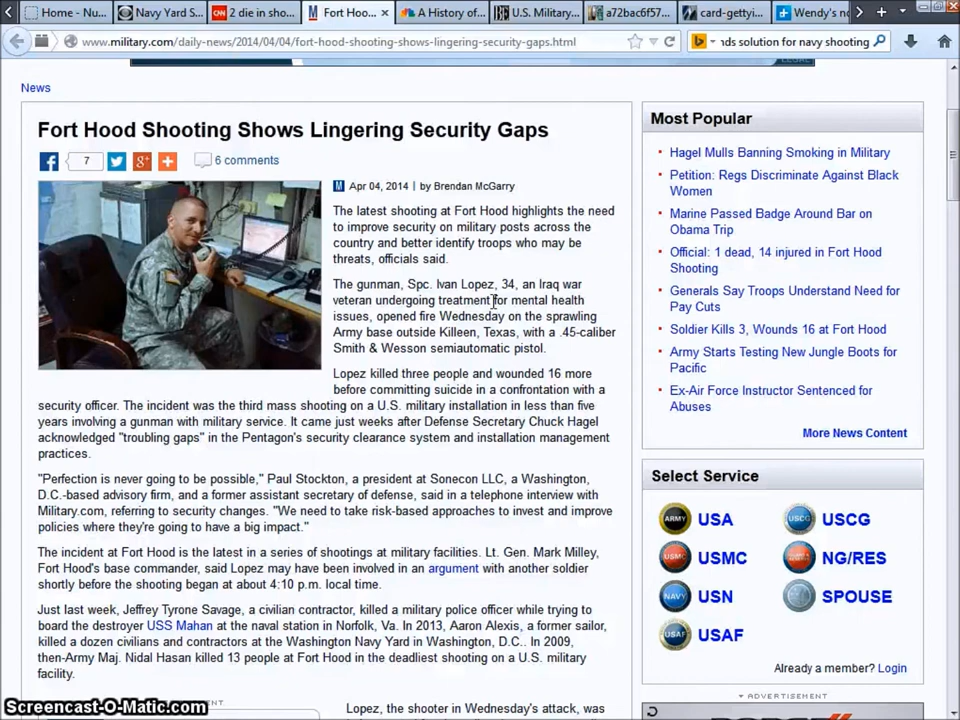 Home - Nu...
Navy Yard S...
2 die in sho...
Fort Hoo...
A History of...
U.S. Military...
a72bac6f57...
card-gettyi...
Wendy's no
www.military.com/daily-news/2014/04/04/fort-hood-shooting-shows-lingering-security-gaps.html
nds solution for navy shooting
LEGAL
News
Fort Hood Shooting Shows Lingering Security Gaps
7
6 comments
Apr 04, 2014 | by Brendan McGarry
The latest shooting at Fort Hood highlights the need
to improve security on military posts across the
country and better identify troops who may be
threats, officials said.
The gunman, Spc. Ivan Lopez, 34, an Iraq war
veteran undergoing treatment for mental health
issues, opened fire Wednesday on the sprawling
Army base outside Killeen, Texas, with a .45-caliber
Smith & Wesson semiautomatic pistol.
Lopez killed three people and wounded 16 more
before committing suicide in a confrontation with a
security officer. The incident was the third mass shooting on a U.S. military installation in less than five
years involving a gunman with military service. It came just weeks after Defense Secretary Chuck Hagel
acknowledged "troubling gaps" in the Pentagon's security clearance system and installation management
practices.
"Perfection is never going to be possible," Paul Stockton, a president at Sonecon LLC, a Washington,
D.C.-based advisory firm, and a former assistant secretary of defense, said in a telephone interview with
Military.com, referring to security changes. "We need to take risk-based approaches to invest and improve
policies where they're going to have a big impact."
The incident at Fort Hood is the latest in a series of shootings at military facilities. Lt. Gen. Mark Milley,
Fort Hood's base commander, said Lopez may have been involved in an argument with another soldier
shortly before the shooting began at about 4:10 p.m. local time.
Just last week, Jeffrey Tyrone Savage, a civilian contractor, killed a military police officer while trying to
board the destroyer USS Mahan at the naval station in Norfolk, Va. In 2013, Aaron Alexis, a former sailor,
killed a dozen civilians and contractors at the Washington Navy Yard in Washington, D.C.. In 2009,
then-Army Maj. Nidal Hasan killed 13 people at Fort Hood in the deadliest shooting on a U.S. military
facility.
Lopez, the shooter in Wednesday's attack, was
Most Popular
Hagel Mulls Banning Smoking in Military
Petition: Regs Discriminate Against Black
Women
Marine Passed Badge Around Bar on
Obama Trip
Official: 1 dead, 14 injured in Fort Hood
Shooting
Generals Say Troops Understand Need for
Pay Cuts
Soldier Kills 3, Wounds 16 at Fort Hood
Army Starts Testing New Jungle Boots for
Pacific
Ex-Air Force Instructor Sentenced for
Abuses
More News Content
Select Service
ARMY USA
USCG USCG
USMC USMC
NG/RES
NAVY USN
SPOUSE
USAF USAF
Already a member? Login
ADVERTISEMENT
Screencast-O-Matic.com